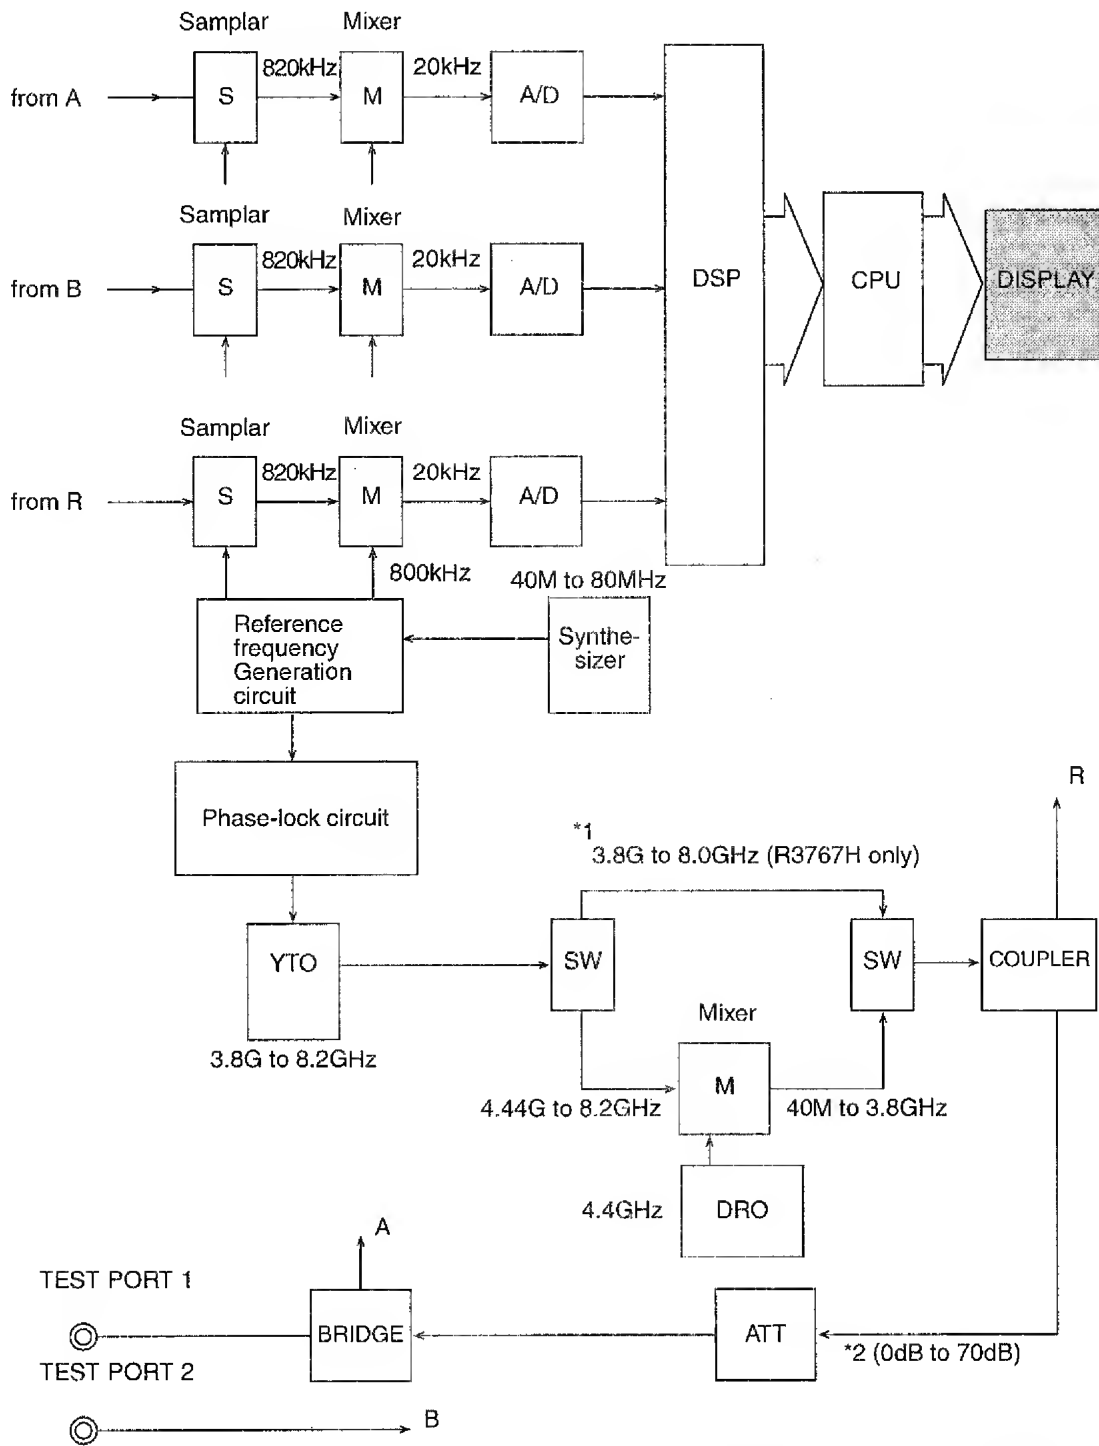 Samplar
Mixer
820kHz
20kHz
from A
S
M
A/D
Samplar
Mixer
820kHz
20kHz
from B
S
M
A/D
DSP
CPU
DISPLAY
Samplar
Mixer
820kHz
20kHz
from R
S
M
A/D
800kHz
40M to 80MHz
Reference
frequency
Generation
circuit
Synthe-
sizer
Phase-lock circuit
R
*1
3.8G to 8.0GHz (R3767H only)
YTO
SW
SW
COUPLER
3.8G to 8.2GHz
Mixer
M
4.44G to 8.2GHz
40M to 3.8GHz
4.4GHz
DRO
A
TEST PORT 1
BRIDGE
ATT
*2 (0dB to 70dB)
TEST PORT 2
B